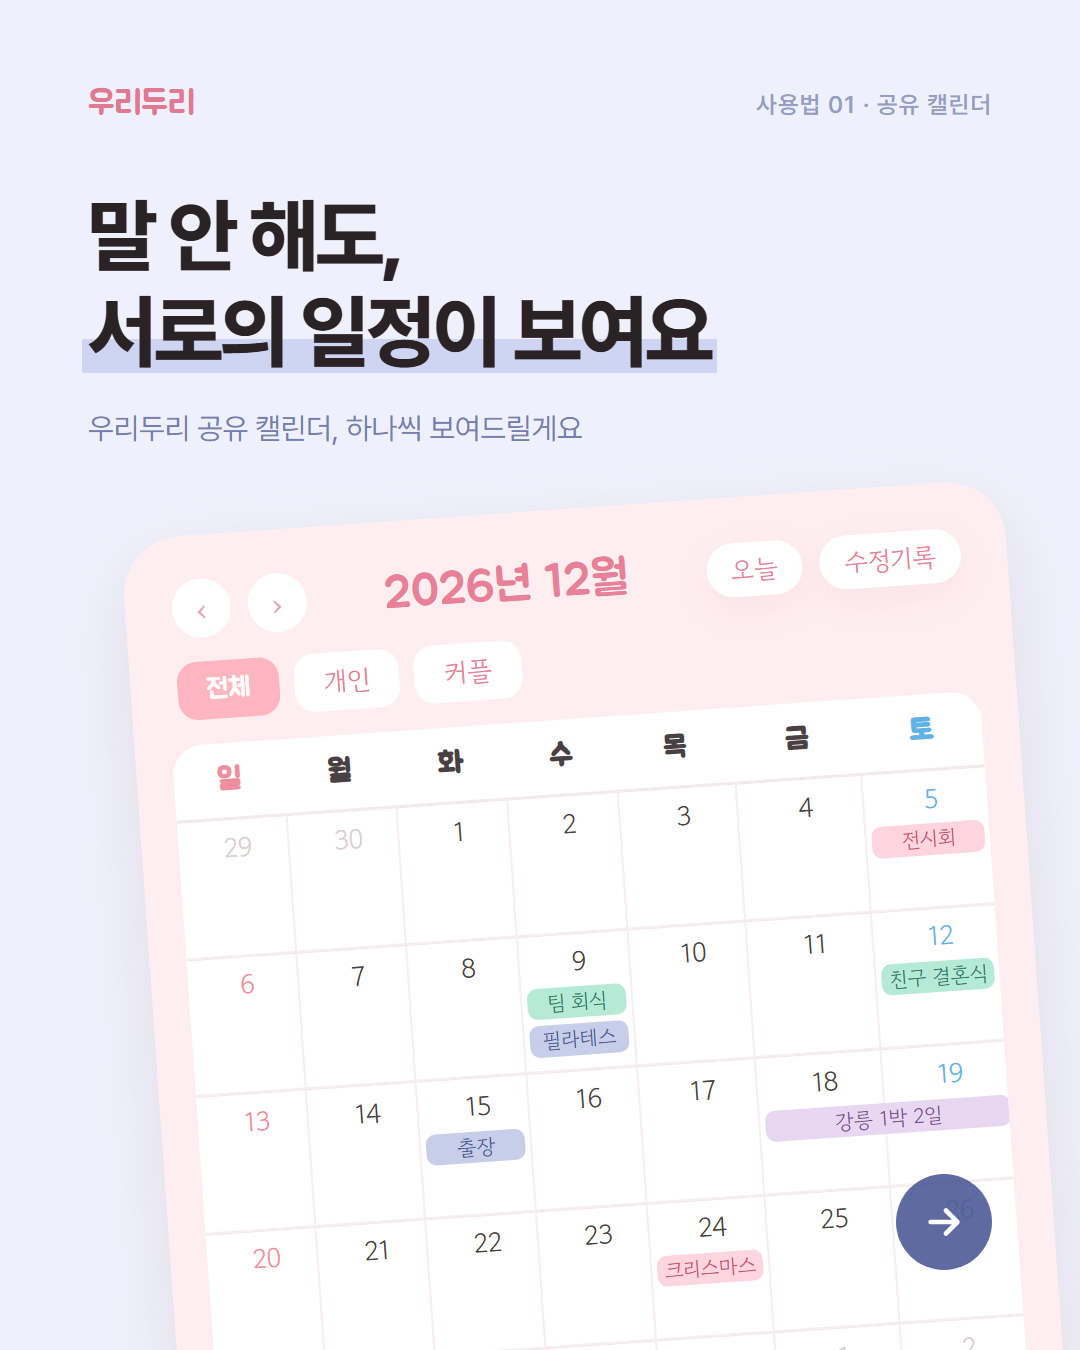 우리두리
사용법 01 · 공유 캘린더
말 안 해도,
서로의 일정이 보여요
우리두리 공유 캘린더, 하나씩 보여드릴게요
‹ › 2026년 12월 오늘 수정기록
전체 개인 커플
일 월 화 수 목 금 토
29 30 1 2 3 4 5
전시회
6 7 8 9 10 11 12
팀 회식 친구 결혼식
필라테스
13 14 15 16 17 18 19
출장 강릉 1박 2일
20 21 22 23 24 25 26
크리스마스
→
2